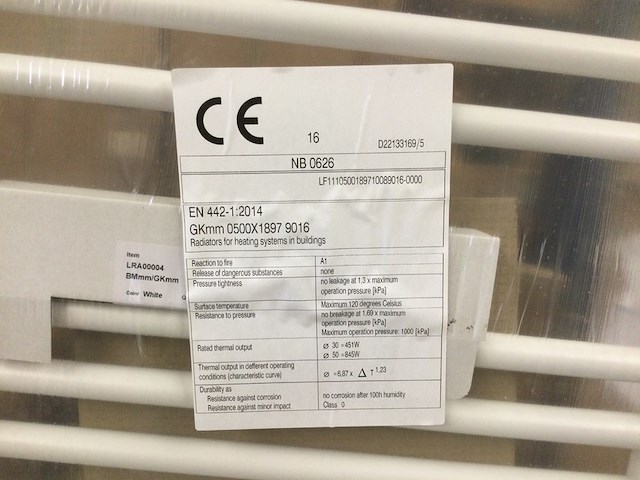 CE
16
D22133169/5
NB 0626
LF1110500189710089016-0000
EN 442-1:2014
GKmm 0500X1897 9016
Radiators for heating systems in buildings
Reaction to fire A1
Release of dangerous substances none
Pressure tightness no leakage at 1,3 x maximum
operation pressure [kPa]
Surface temperature Maximum 120 degrees Celsius
Resistance to pressure no breakage at 1,69 x maximum
operation pressure [kPa]
Maximum operation pressure: 1000 [kPa]
Rated thermal output ø 30 =451W
ø 50 =845W
Thermal output in defferent operating
conditions (characteristic curve) ø =6,87 x Δ T 1,23
Durability as
Resistance against corrosion no corrosion after 100h humidity
Resistance against minor impact Class 0
Item
LRA00004
BMmm/GKmm
Color White